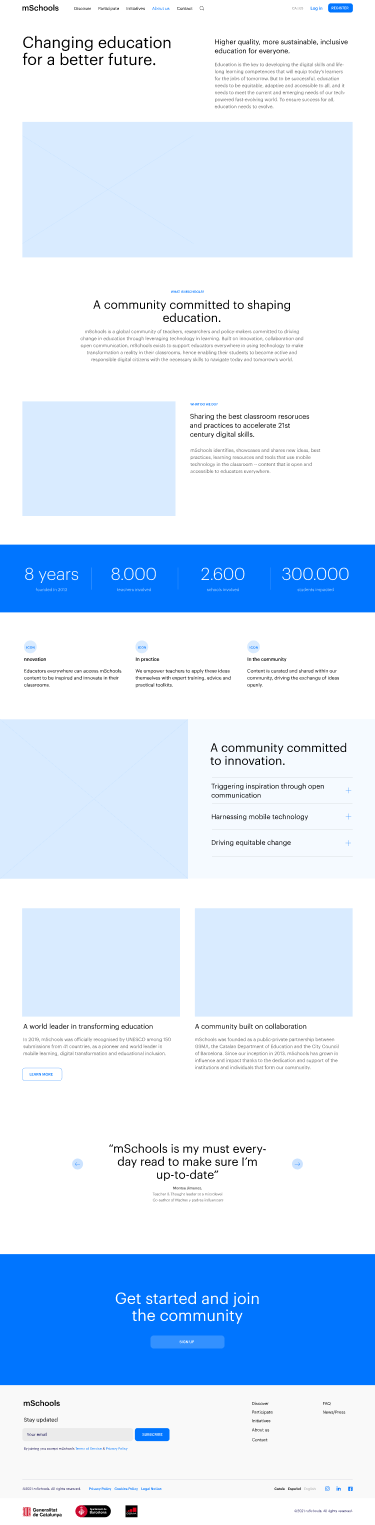 mSchools
Discover Participate Initiatives About us Contact
Log in
REGISTER
Changing education
for a better future.
Higher quality, more sustainable, inclusive
education for everyone.
Education is the key to developing the digital skills and life-
long learning competences that will equip today's learners
for the jobs of tomorrow. But to be successful, education
needs to be equitable, adaptive and accessible to all, and it
needs to meet the current and emerging needs of our tech-
powered fast-evolving world. To ensure success for all,
education needs to evolve.
A community committed to shaping
education.
mSchools is a global community of teachers, researchers and policy-makers committed to driving
change in education through leveraging technology in learning. Built on innovation, collaboration and
open communication, mSchools exists to support educators everywhere in using technology to make
transformation a reality in their classrooms, hence enabling their students to become active and
responsible digital citizens with the necessary skills to navigate today and tomorrow's world.
WHAT DO WE DO?
Sharing the best classroom resoruces
and practices to accelerate 21st
century digital skills.
mSchools identifies, showcases and shares new ideas, best
practices, learning resources and tools that use mobile
technology in the classroom – content that is open and
accessible to educators everywhere.
8 years
founded in 2012
8.000
teachers involved
2.600
schools involved
300.000
students impacted
ICON
ICON
ICON
Innovation
Educators everywhere can access mSchools
content to be inspired and innovate in their
classrooms.
In practice
We empower teachers to apply these ideas
themselves with expert training, advice and
practical toolkits.
In the community
Content is curated and shared within our
community, driving the exchange of ideas
openly.
A community committed
to innovation.
Triggering inspiration through open
communication
Harnessing mobile technology
Driving equitable change
A world leader in transforming education
In 2019, mSchools was officially recognised by UNESCO among 150
submissions from 61 countries, as a pioneer and world leader in
mobile learning, digital transformation and educational inclusion.
LEARN MORE
A community built on collaboration
mSchools was founded as a public-private partnership between
GSMA, the Catalan Department of Education and the City Council
of Barcelona. Since our inception in 2012, mSchools has grown in
influence and impact thanks to the dedication and support of the
institutions and individuals that form our community.
“mSchools is my must every-
day read to make sure I’m
up-to-date”
Get started and join
the community
SIGN UP
mSchools
Stay updated
Your email
SUBSCRIBE
By joining you accept mSchools Terms of Service & Privacy Policy
Discover
Participate
Initiatives
About us
Contact
FAQ
News/Press
©2021 mSchools. All rights reserved. Privacy Policy Cookies Policy Legal Notice
Català Español English
Generalitat
de Catalunya
Ajuntament de
Barcelona
©2021 mSchools. All rights reserved.